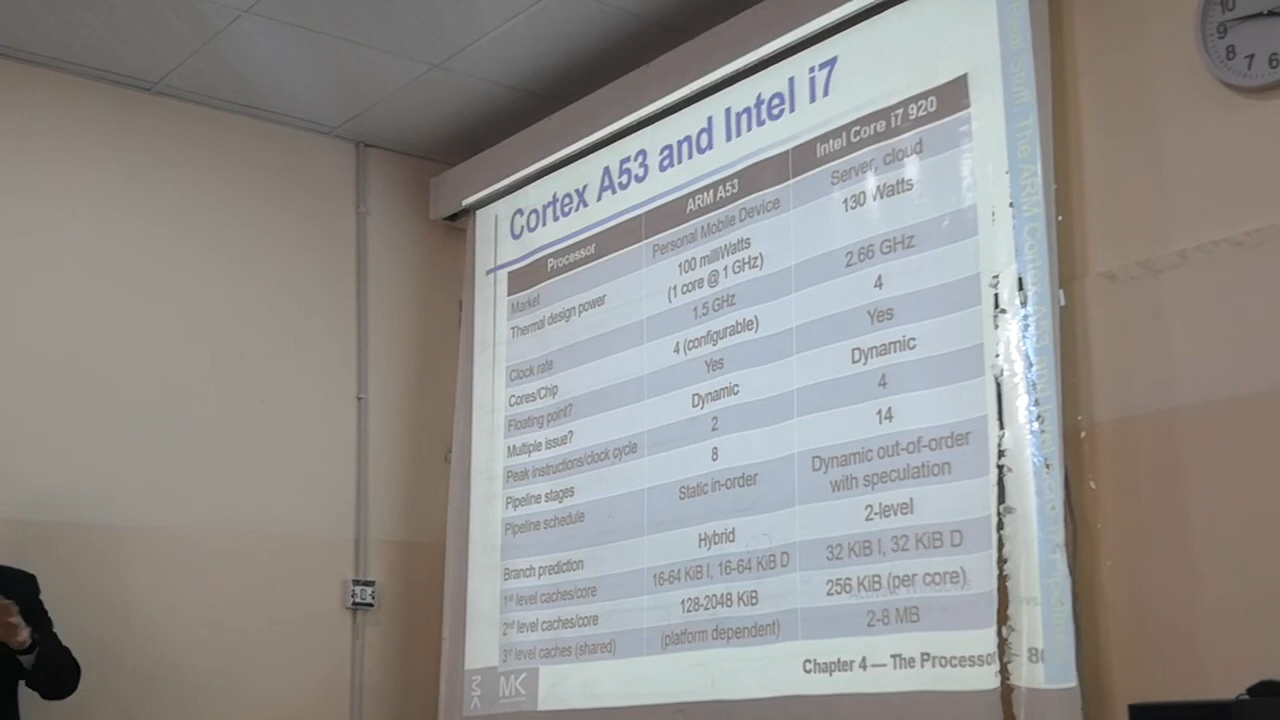 Cortex A53 and Intel i7
Processor ARM A53 Intel Core i7 920
Market Personal Mobile Device Server, cloud
Thermal design power 100 milliWatts 130 Watts
(1 core @ 1 GHz)
Clock rate 1.5 GHz 2.66 GHz
Cores/Chip 4 (configurable) 4
Floating point? Yes Yes
Multiple issue? Dynamic Dynamic
Peak instructions/clock cycle 2 4
Pipeline stages 8 14
Pipeline schedule Static in-order Dynamic out-of-order
with speculation
Branch prediction Hybrid 2-level
1st level caches/core 16-64 KiB I, 16-64 KiB D 32 KiB I, 32 KiB D
2nd level caches/core 128-2048 KiB 256 KiB (per core)
3rd level caches (shared) (platform dependent) 2-8 MB
MK
Chapter 4 — The Processor
10
9
8
7
6